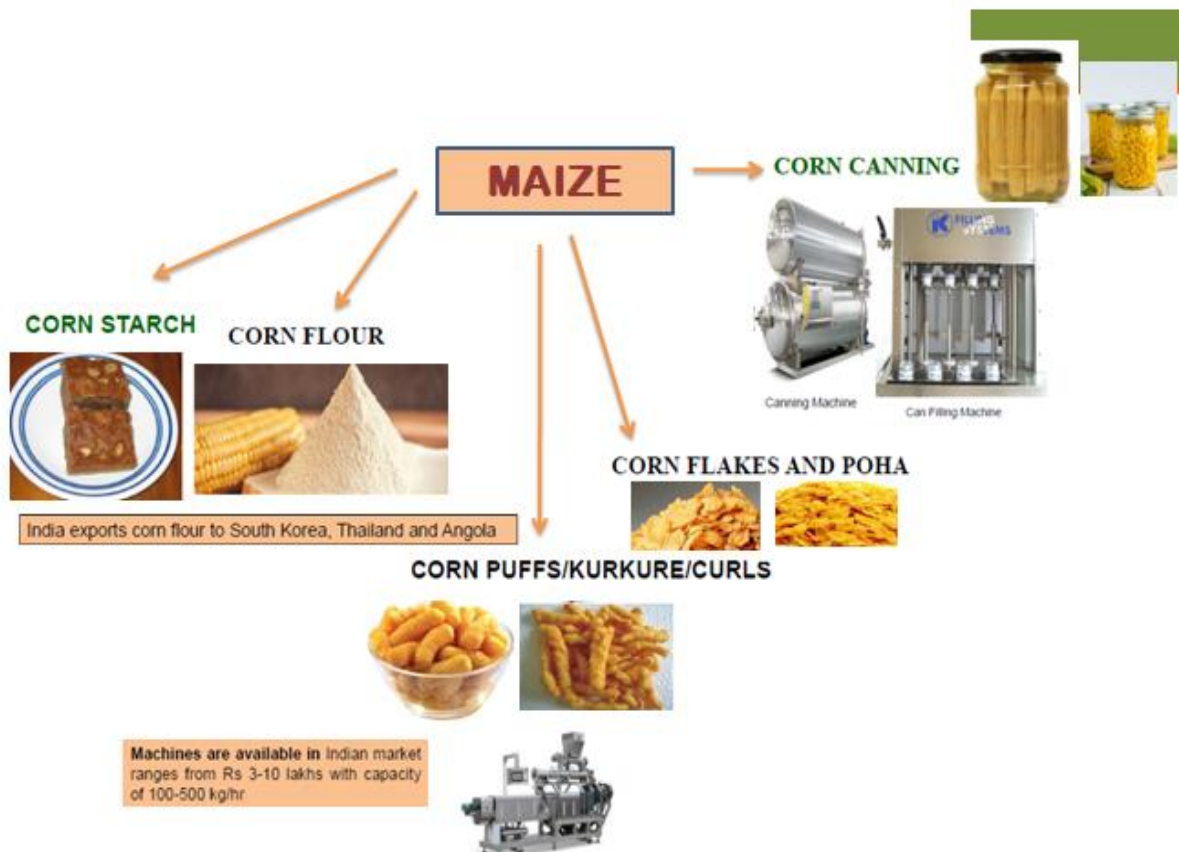 MAIZE
CORN CANNING
K FILLING
SYSTEMS
Canning Machine
Can Filling Machine
CORN STARCH
CORN FLOUR
CORN FLAKES AND POHA
India exports corn flour to South Korea, Thailand and Angola
CORN PUFFS/KURKURE/CURLS
Machines are available in Indian market
ranges from Rs 3-10 lakhs with capacity
of 100-500 kg/hr